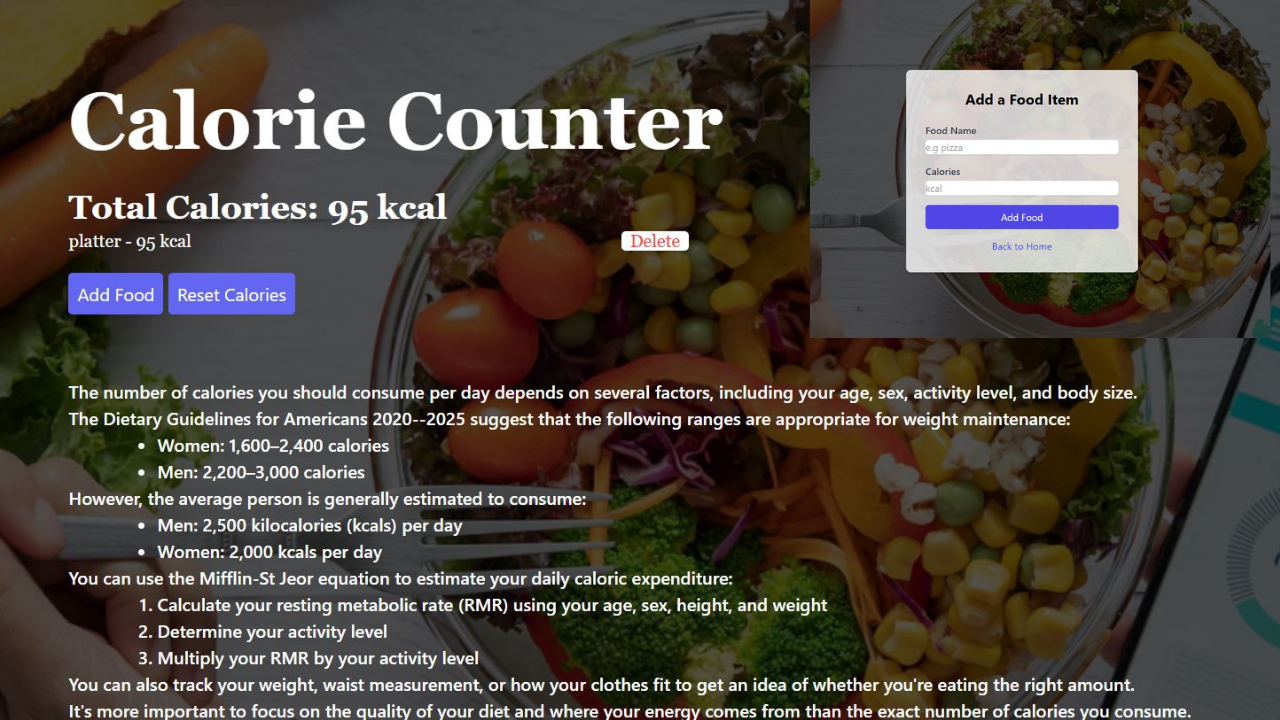 Calorie Counter
Total Calories: 95 kcal
platter - 95 kcal
Delete
Add Food
Reset Calories
Add a Food Item
Food Name
e.g pizza
Calories
kcal
Add Food
Back to Home
The number of calories you should consume per day depends on several factors, including your age, sex, activity level, and body size.
The Dietary Guidelines for Americans 2020--2025 suggest that the following ranges are appropriate for weight maintenance:
• Women: 1,600–2,400 calories
• Men: 2,200–3,000 calories
However, the average person is generally estimated to consume:
• Men: 2,500 kilocalories (kcals) per day
• Women: 2,000 kcals per day
You can use the Mifflin-St Jeor equation to estimate your daily caloric expenditure:
1. Calculate your resting metabolic rate (RMR) using your age, sex, height, and weight
2. Determine your activity level
3. Multiply your RMR by your activity level
You can also track your weight, waist measurement, or how your clothes fit to get an idea of whether you're eating the right amount.
It's more important to focus on the quality of your diet and where your energy comes from than the exact number of calories you consume.